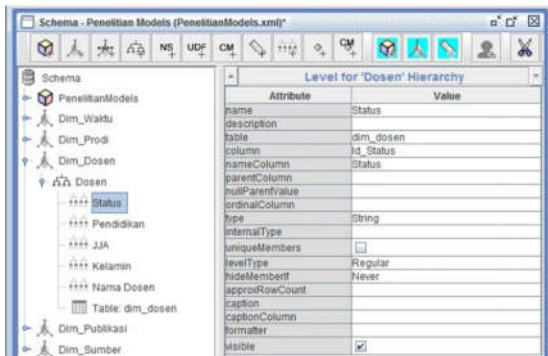 Schema - Penelitian Models (PenelitianModels.xml)*
NS UDF CM CM
Schema
PenelitianModels
Dim_Waktu
Dim_Prodi
Dim_Dosen
Dosen
Status
Pendidikan
JJA
Kelamin
Nama Dosen
Table: dim_dosen
Dim_Publikasi
Dim_Sumber
Level for 'Dosen' Hierarchy
Attribute Value
name Status
description
table dim_dosen
column Id_Status
nameColumn Status
parentColumn
nullParentValue
ordinalColumn
type String
internalType
uniqueMembers
levelType Regular
hideMemberIf Never
approxRowCount
caption
captionColumn
formatter
visible